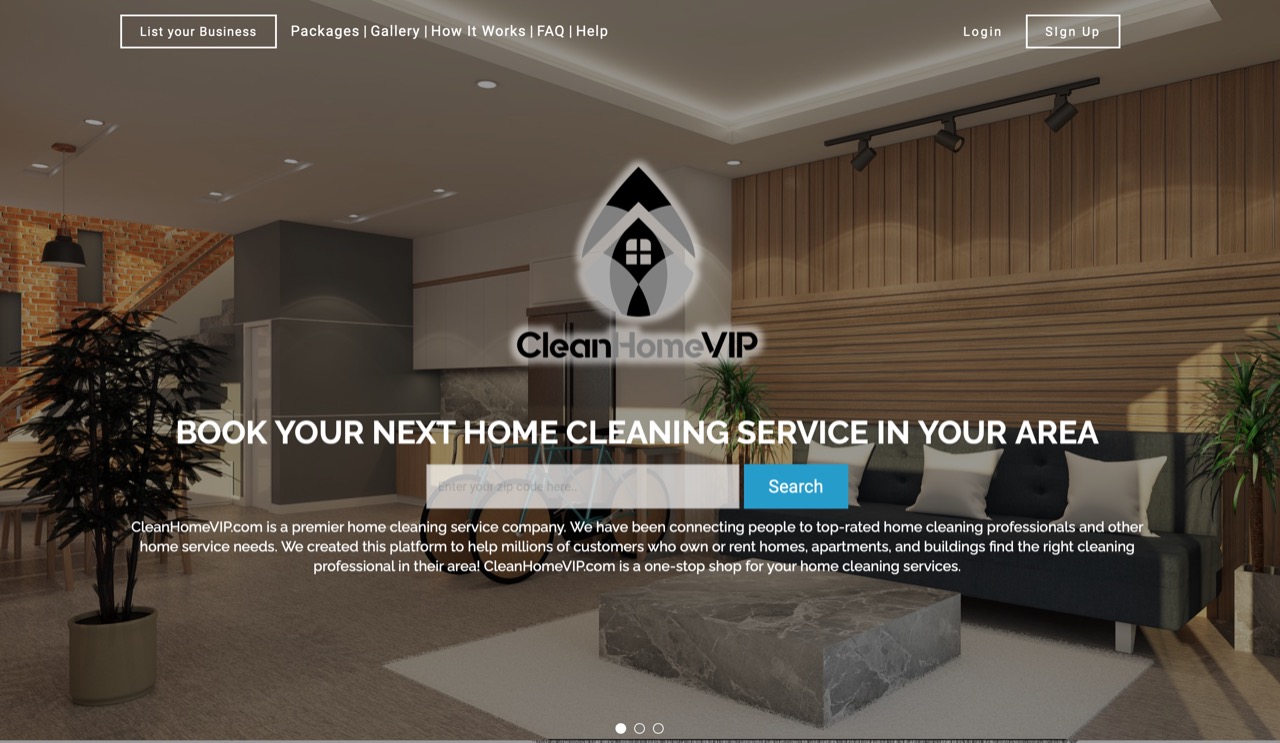 List your Business
Packages | Gallery | How It Works | FAQ | Help
Login
SIgn Up
CleanHomeVIP
BOOK YOUR NEXT HOME CLEANING SERVICE IN YOUR AREA
Enter your zip code here..
Search
CleanHomeVIP.com is a premier home cleaning service company. We have been connecting people to top-rated home cleaning professionals and other
home service needs. We created this platform to help millions of customers who own or rent homes, apartments, and buildings find the right cleaning
professional in their area! CleanHomeVIP.com is a one-stop shop for your home cleaning services.